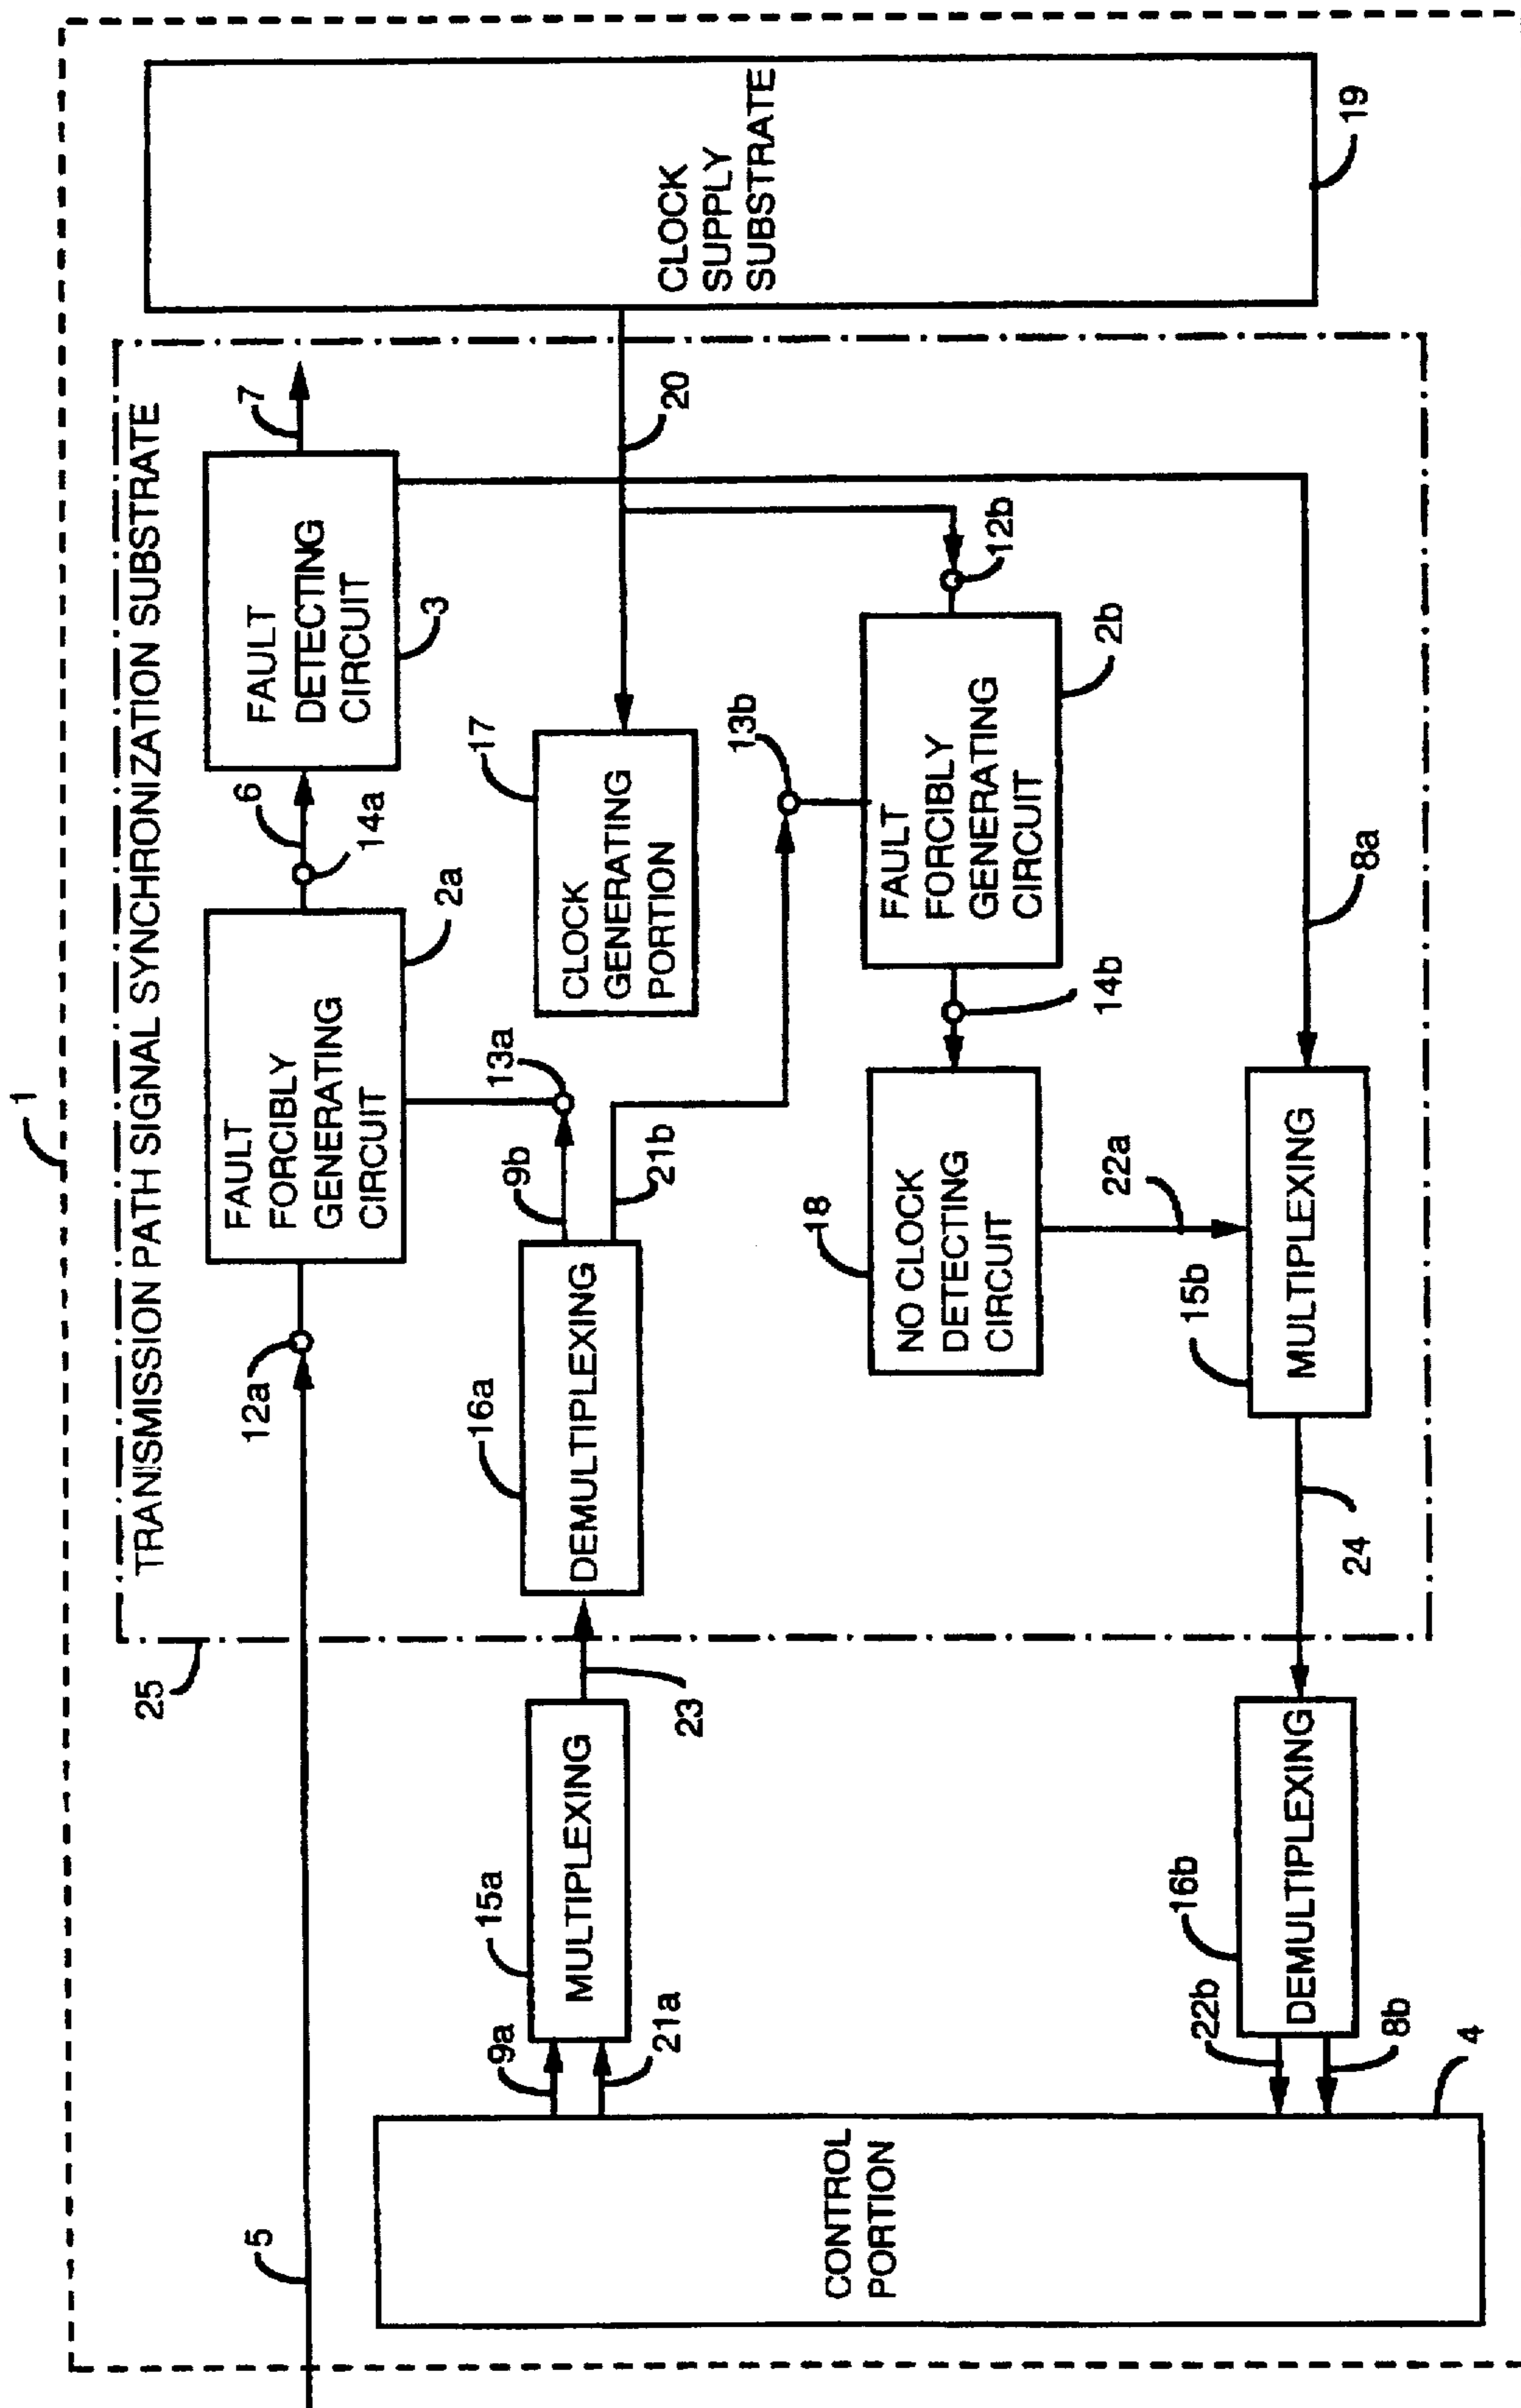 1
25
TRANSMISSION PATH SIGNAL SYNCHRONIZATION SUBSTRATE
5
12a
FAULT
FORCIBLY
GENERATING
CIRCUIT
2a
14a
6
FAULT
DETECTING
CIRCUIT
3
7
CONTROL
PORTION
4
9a
21a
15a
MULTIPLEXING
23
16a
DEMULTIPLEXING
9b
21b
13a
17
CLOCK
GENERATING
PORTION
20
CLOCK
SUPPLY
SUBSTRATE
19
13b
12b
FAULT
FORCIBLY
GENERATING
CIRCUIT
2b
14b
18
NO CLOCK
DETECTING
CIRCUIT
22a
8a
15b
MULTIPLEXING
24
16b
DEMULTIPLEXING
22b
8b